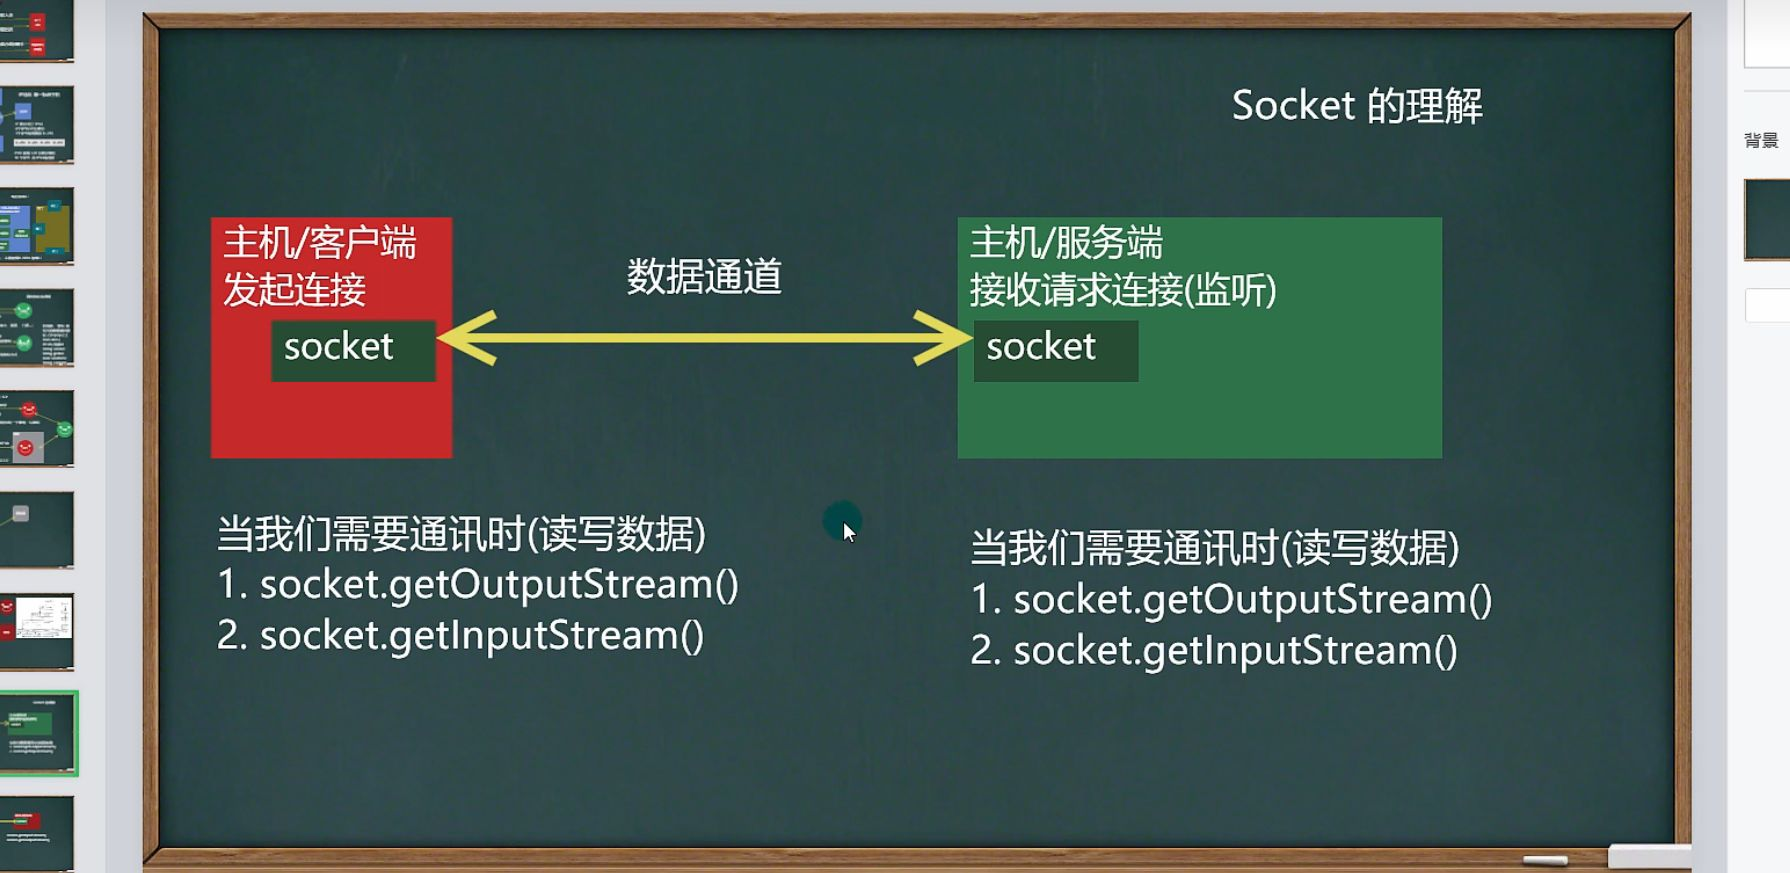 Socket 的理解
主机/客户端
发起连接
socket
数据通道
主机/服务端
接收请求连接(监听)
socket
当我们需要通讯时(读写数据)
1. socket.getOutputStream()
2. socket.getInputStream()
当我们需要通讯时(读写数据)
1. socket.getOutputStream()
2. socket.getInputStream()
背景